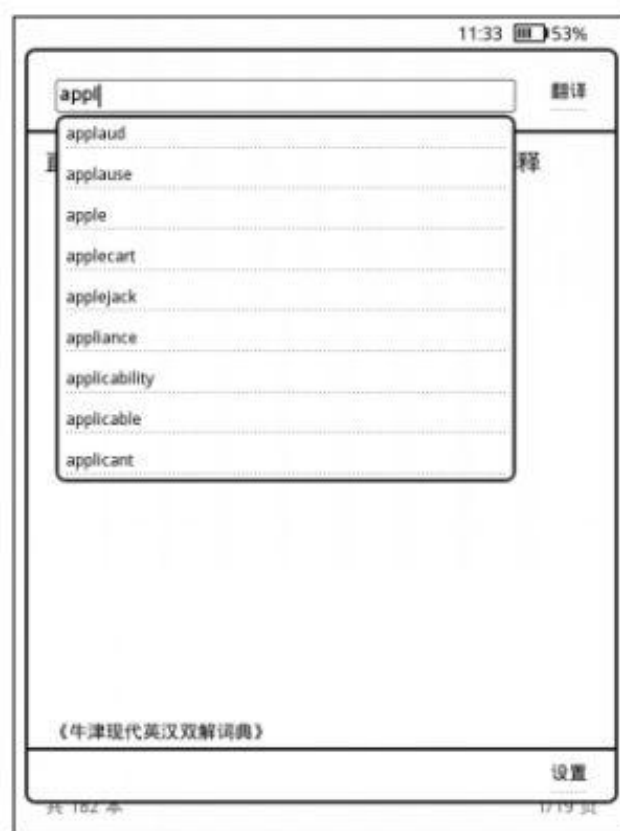 11:33 53%
appl
翻译
applaud
applause
释
apple
applecart
applejack
appliance
applicability
applicable
applicant
《牛津现代英汉双解词典》
设置
共 182 本
1/19 页